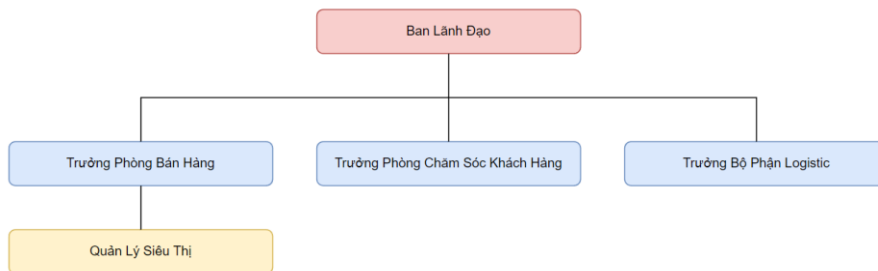 Ban Lãnh Đạo
Trưởng Phòng Bán Hàng
Trưởng Phòng Chăm Sóc Khách Hàng
Trưởng Bộ Phận Logistic
Quản Lý Siêu Thị